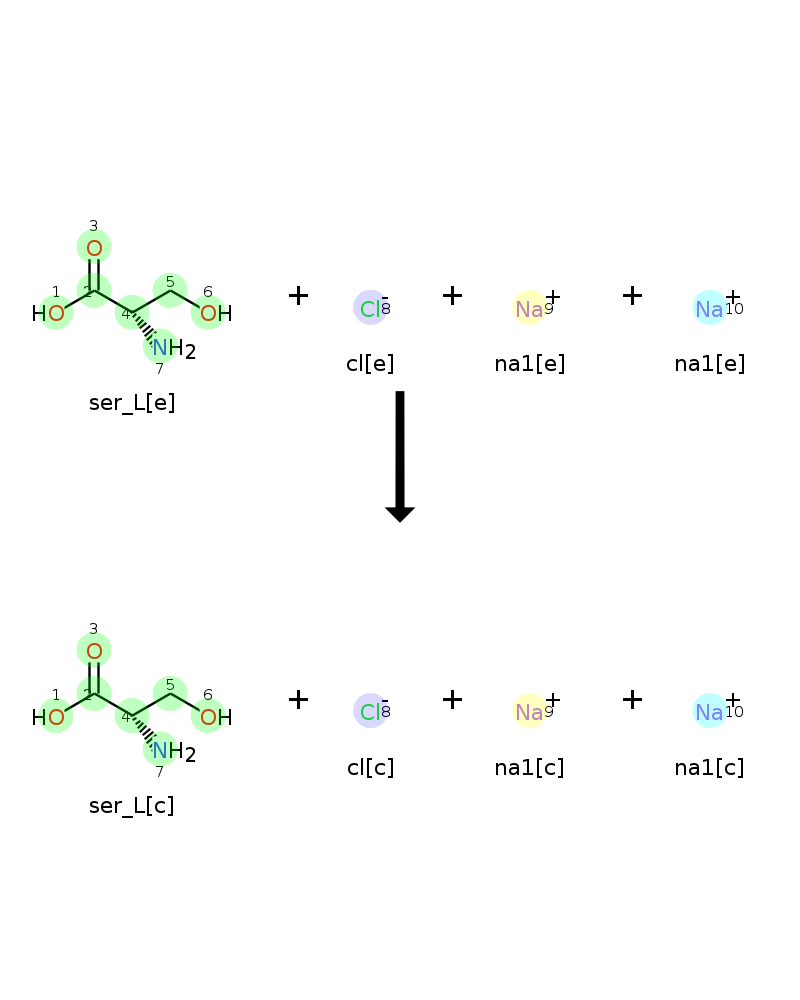 3
O
1 2 4 5 6
HO OH
NH2
7
ser_L[e]
+ Cl- 8 + Na+ 9 + Na+ 10
cl[e] na1[e] na1[e]
3
O
1 2 4 5 6
HO OH
NH2
7
ser_L[c]
+ Cl- 8 + Na+ 9 + Na+ 10
cl[c] na1[c] na1[c]